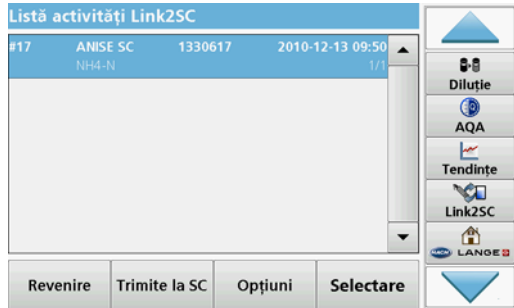 Listă activităţi Link2SC
#17 ANISE SC 1330617 2010-12-13 09:50
NH4-N 1/1
Diluţie
AQA
Tendinţe
Link2SC
HACH LANGE
Revenire Trimite la SC Opţiuni Selectare